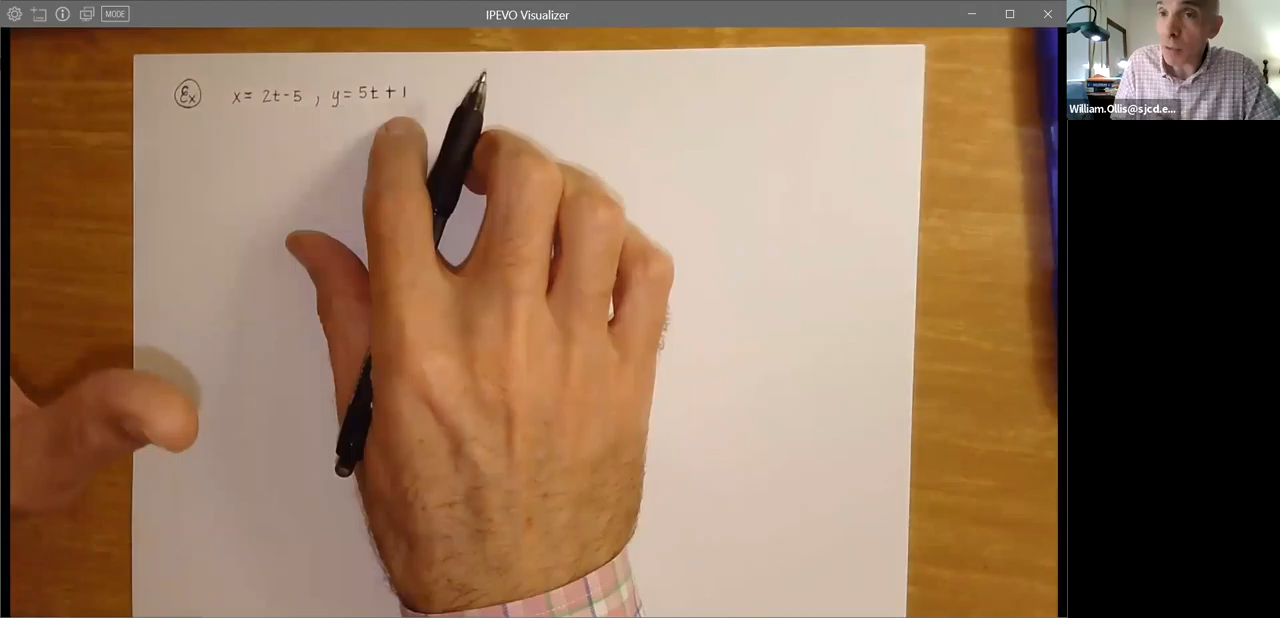 MODE
IPEVO Visualizer
Ex x = 2t - 5 , y = 5t + 1
William.Ollis@sjcd.e...